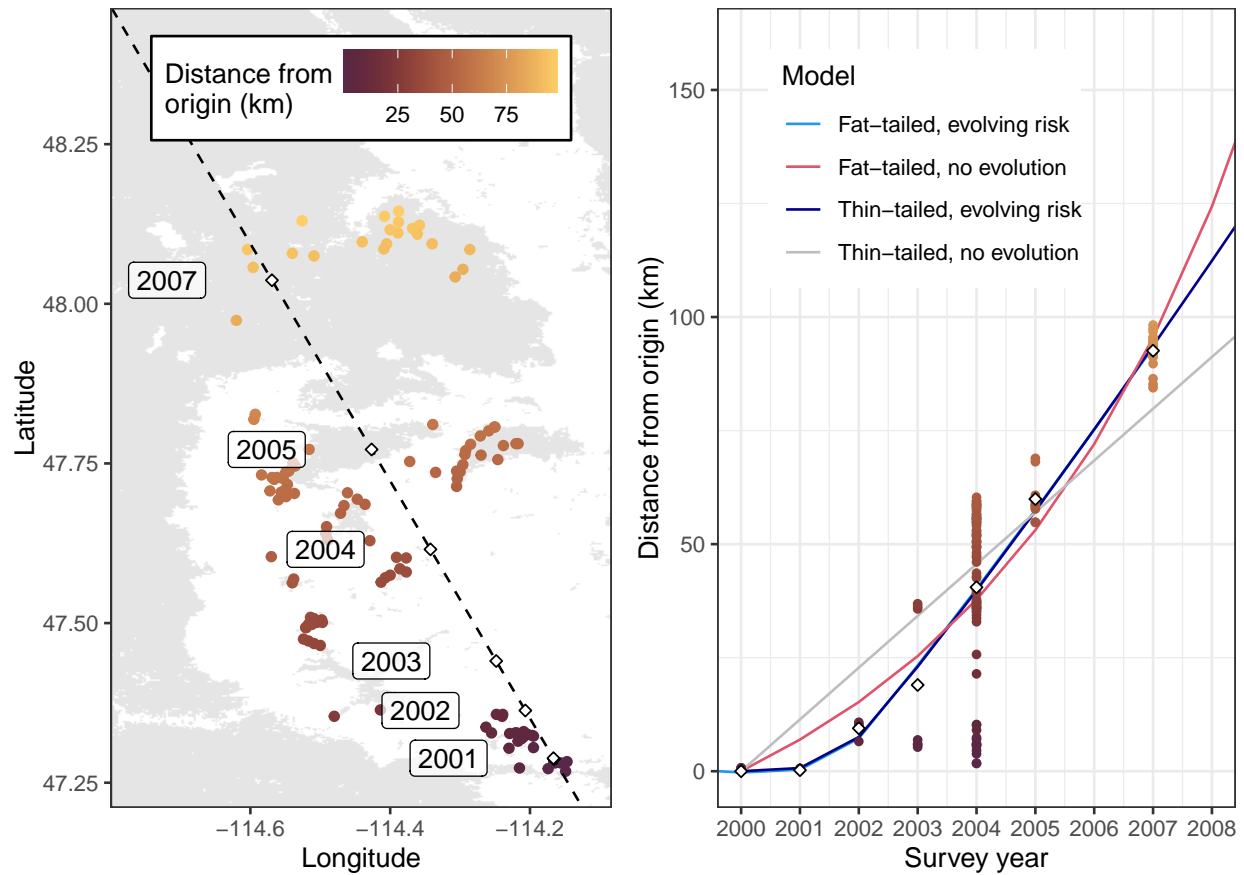 Distance from
origin (km)
25 50 75
48.25
48.00
47.75
47.50
47.25
Latitude
2007
2005
2004
2003
2002
2001
−114.6 −114.4 −114.2
Longitude
Model
Fat−tailed, evolving risk
Fat−tailed, no evolution
Thin−tailed, evolving risk
Thin−tailed, no evolution
150
100
50
0
Distance from origin (km)
2000 2001 2002 2003 2004 2005 2006 2007 2008
Survey year